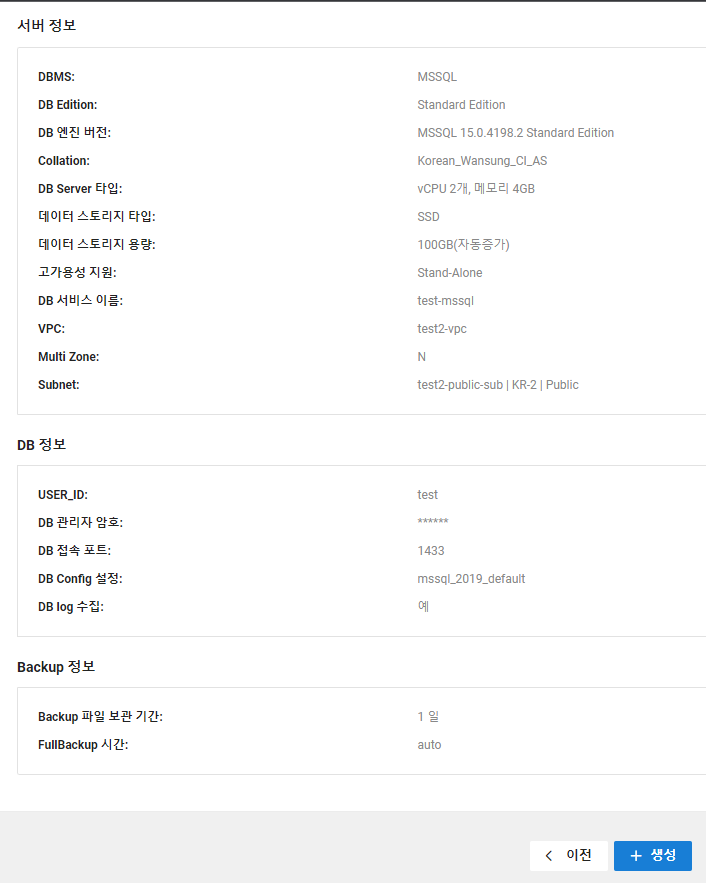 서버 정보
DBMS: MSSQL
DB Edition: Standard Edition
DB 엔진 버전: MSSQL 15.0.4198.2 Standard Edition
Collation: Korean_Wansung_CI_AS
DB Server 타입: vCPU 2개, 메모리 4GB
데이터 스토리지 타입: SSD
데이터 스토리지 용량: 100GB(자동증가)
고가용성 지원: Stand-Alone
DB 서비스 이름: test-mssql
VPC: test2-vpc
Multi Zone: N
Subnet: test2-public-sub | KR-2 | Public
DB 정보
USER_ID: test
DB 관리자 암호: ******
DB 접속 포트: 1433
DB Config 설정: mssql_2019_default
DB log 수집: 예
Backup 정보
Backup 파일 보관 기간: 1 일
FullBackup 시간: auto
< 이전 + 생성